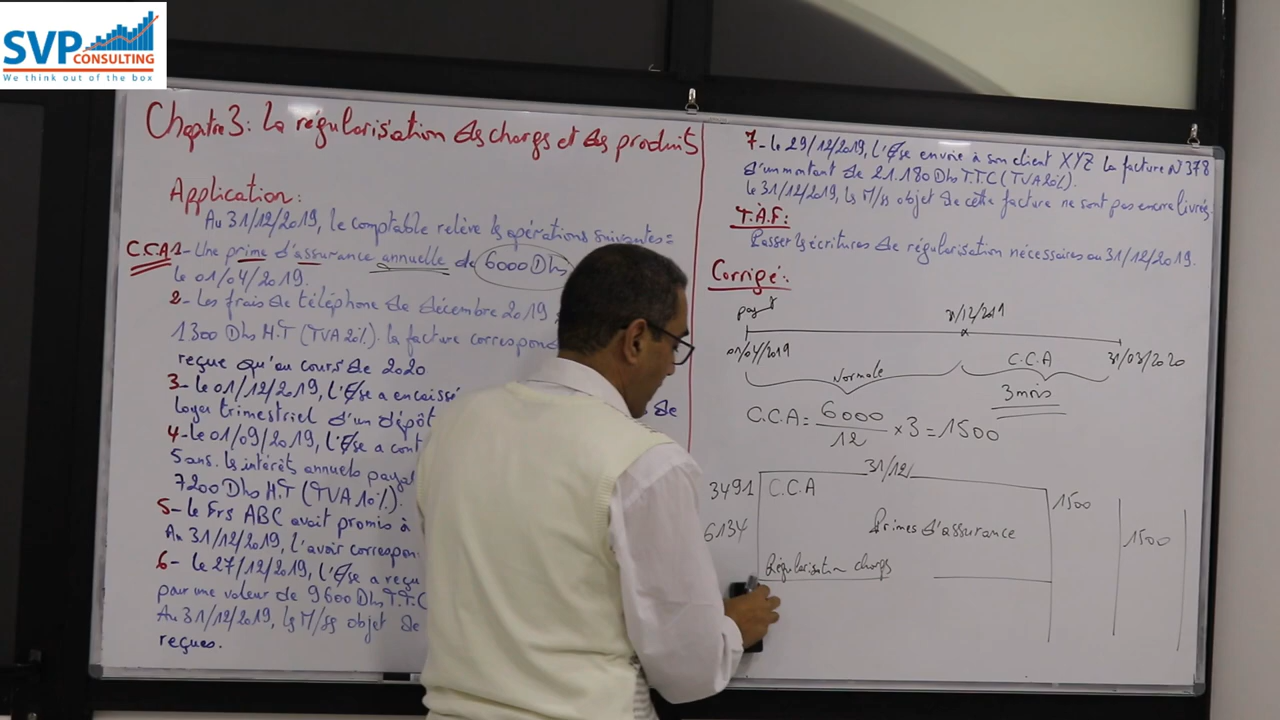 SVP
CONSULTING
We think out of the box
Chapitre 3: La régularisation des charges et des produits
Application:
Au 31/12/2019, le comptable relève les opérations suivantes:
C.C.A 1- Une prime d'assurance annuelle de 6000 Dhs
le 01/04/2019.
2- Les frais de téléphone de décembre 2019
1300 Dhs H.T (TVA 20%). la facture correspon
reçue qu'au cours de 2020
3- le 01/12/2019, l'E/se a encaissé de
loyer trimestriel d'un dépôt
4- le 01/09/2019, l'E/se a cont
5 ans. les intérêts annuels payab
7200 Dhs H.T (TVA 10%).
5- le Frs ABC avait promis à
Au 31/12/2019, l'avoir correspon
6- le 27/12/2019, l'E/se a reçu
pour une valeur de 9600 Dhs T.T.C
Au 31/12/2019, les M/ses objet de
reçues.
7- le 29/12/2019, l'E/se envoie à son client XYZ la facture N° 378
d'un montant de 21.180 Dhs T.T.C (TVA 20%).
le 31/12/2019, les M/ses objet de cette facture ne sont pas encore livrés.
T.A.F:
Passer les écritures de régularisation nécessaires au 31/12/2019.
Corrigé:
31/12/2019
01/04/2019 31/03/2020
Normale C.C.A
3 mois
C.C.A = 6000/12 × 3 = 1500
31/12
3491 C.C.A 1500
6134 Primes d'assurance 1500
Régularisation charges